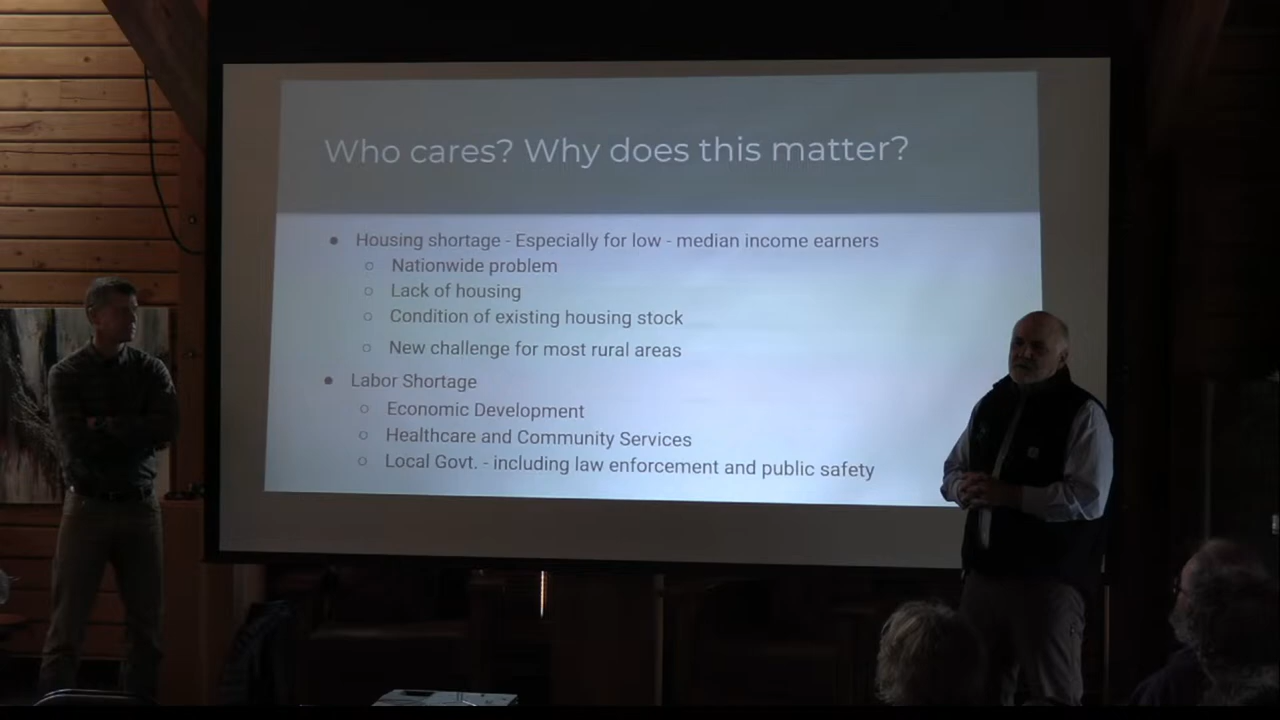 Who cares? Why does this matter?
● Housing shortage - Especially for low - median income earners
○ Nationwide problem
○ Lack of housing
○ Condition of existing housing stock
○ New challenge for most rural areas
● Labor Shortage
○ Economic Development
○ Healthcare and Community Services
○ Local Govt. - including law enforcement and public safety